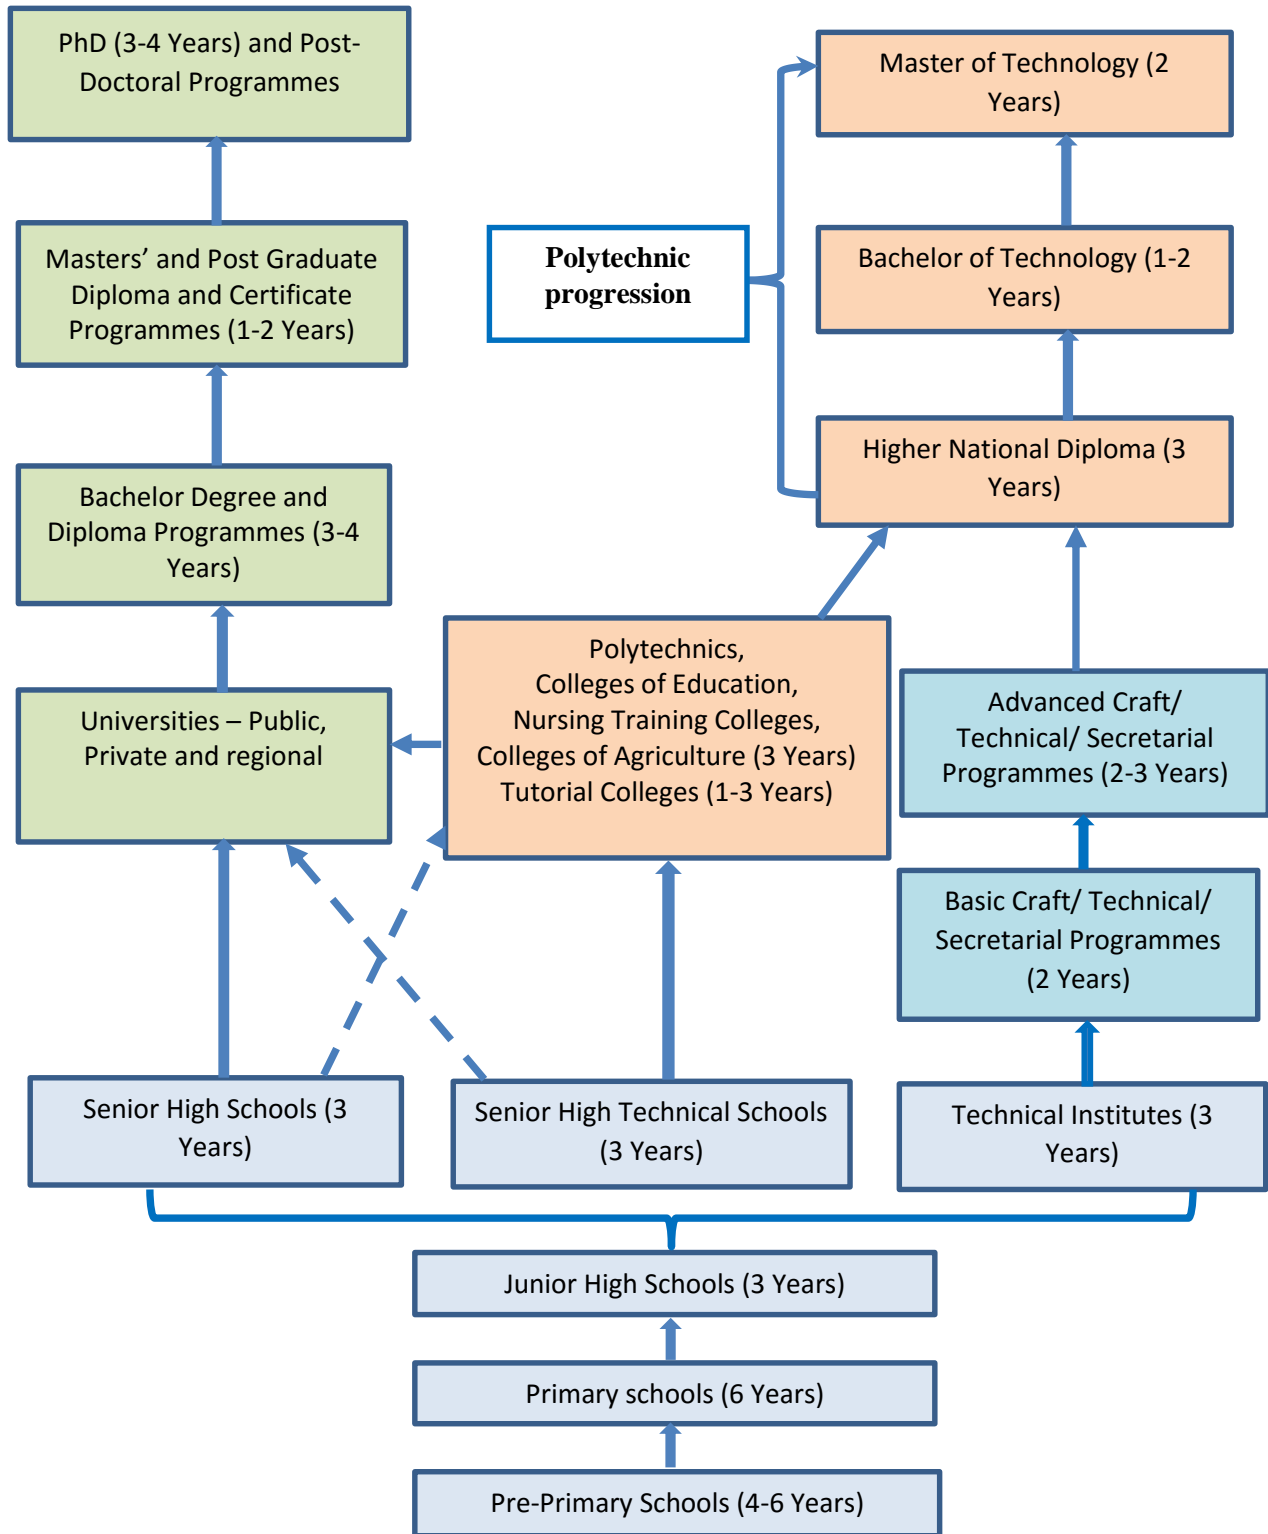 PhD (3-4 Years) and Post-
Doctoral Programmes
Master of Technology (2
Years)
Masters’ and Post Graduate
Diploma and Certificate
Programmes (1-2 Years)
Polytechnic
progression
Bachelor of Technology (1-2
Years)
Higher National Diploma (3
Years)
Bachelor Degree and
Diploma Programmes (3-4
Years)
Universities – Public,
Private and regional
Polytechnics,
Colleges of Education,
Nursing Training Colleges,
Colleges of Agriculture (3 Years)
Tutorial Colleges (1-3 Years)
Advanced Craft/
Technical/ Secretarial
Programmes (2-3 Years)
Basic Craft/ Technical/
Secretarial Programmes
(2 Years)
Senior High Schools (3
Years)
Senior High Technical Schools
(3 Years)
Technical Institutes (3
Years)
Junior High Schools (3 Years)
Primary schools (6 Years)
Pre-Primary Schools (4-6 Years)